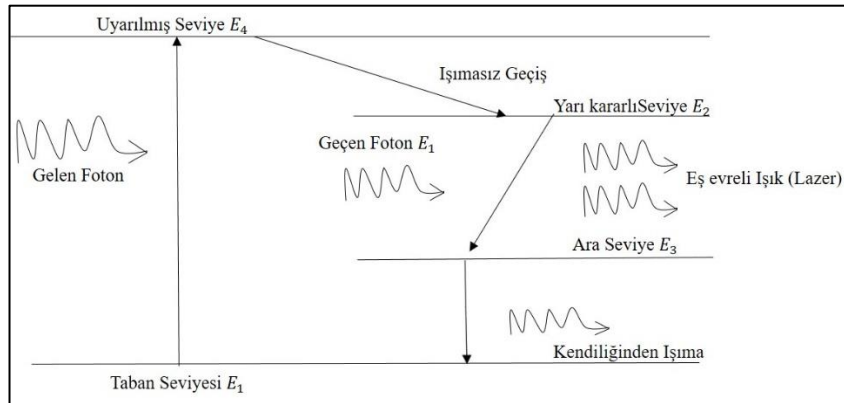 Uyarılmış Seviye E₄
Işımasız Geçiş
Yarı kararlıSeviye E₂
Geçen Foton E₁
Gelen Foton
Eş evreli Işık (Lazer)
Ara Seviye E₃
Kendiliğinden Işıma
Taban Seviyesi E₁